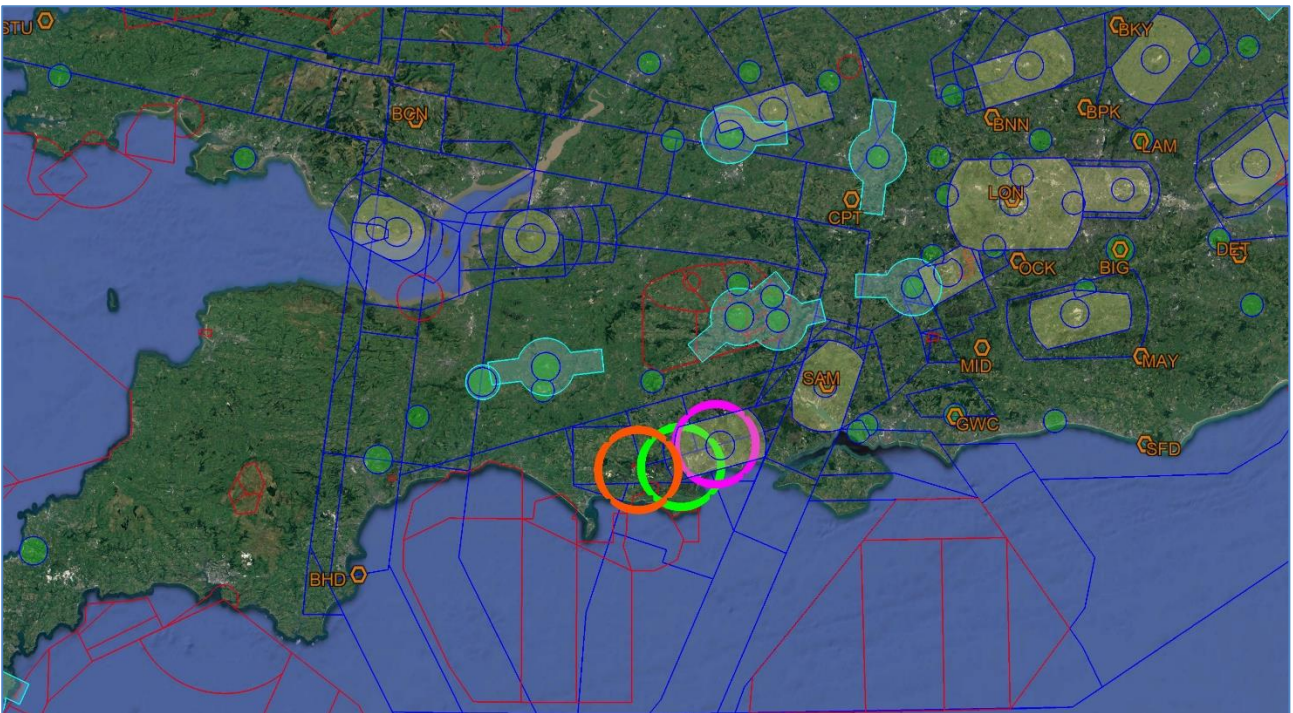 STU
BKY
BCN
BNN
BPK
LAM
LON
CPT
OCK
BIG
DET
MID
MAY
SAM
GWC
SFD
BHD